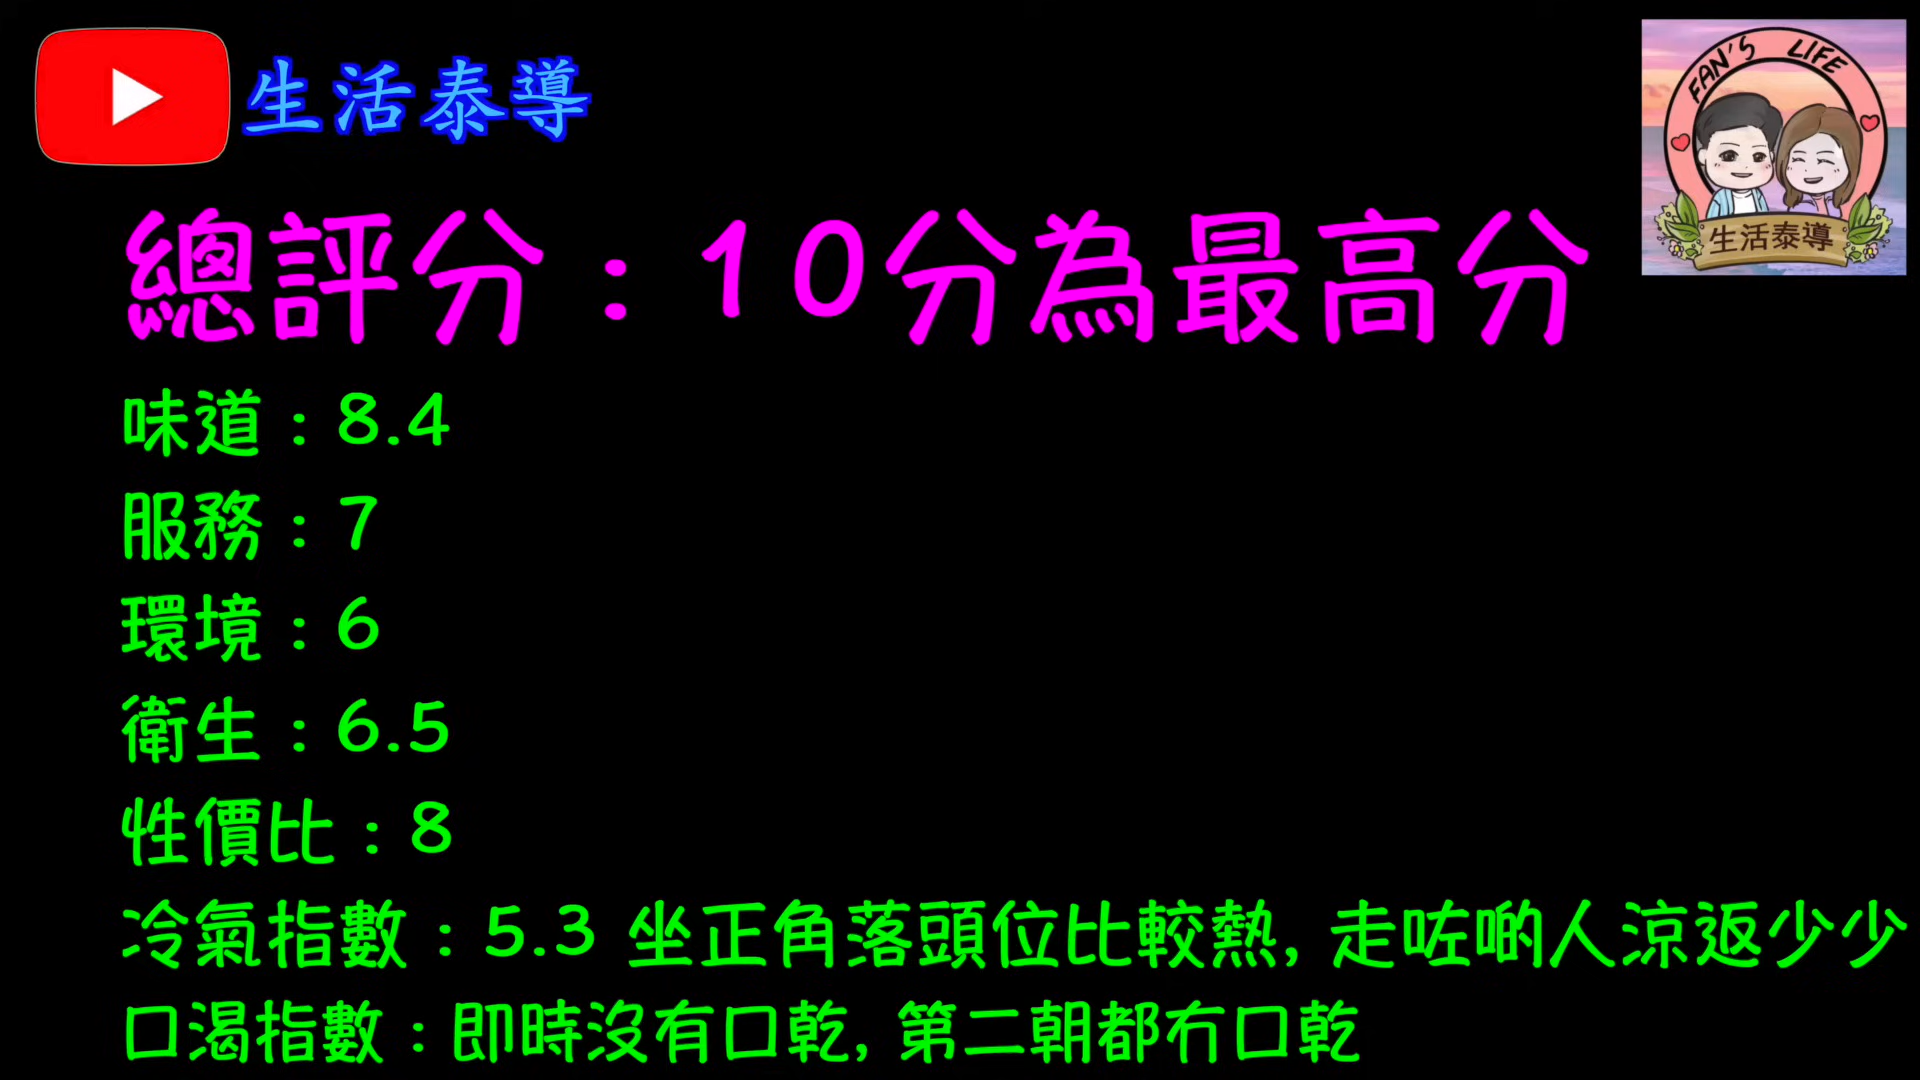 生活泰導
FAN'S LIFE
生活泰導
總評分：10分為最高分
味道：8.4
服務：7
環境：6
衛生：6.5
性價比：8
冷氣指數：5.3 坐正角落頭位比較熱, 走咗啲人涼返少少
口渴指數：即時沒有口乾, 第二朝都冇口乾